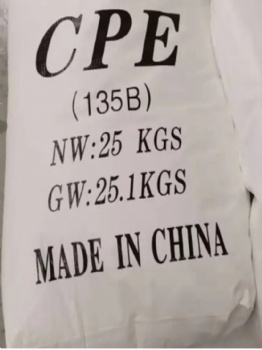 CPE
(135B)
NW:25 KGS
GW:25.1KGS
MADE IN CHINA